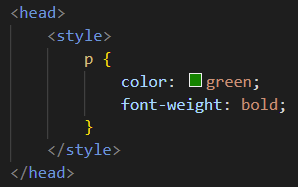 <head>
    <style>
        p {
            color: green;
            font-weight: bold;
        }
    </style>
</head>